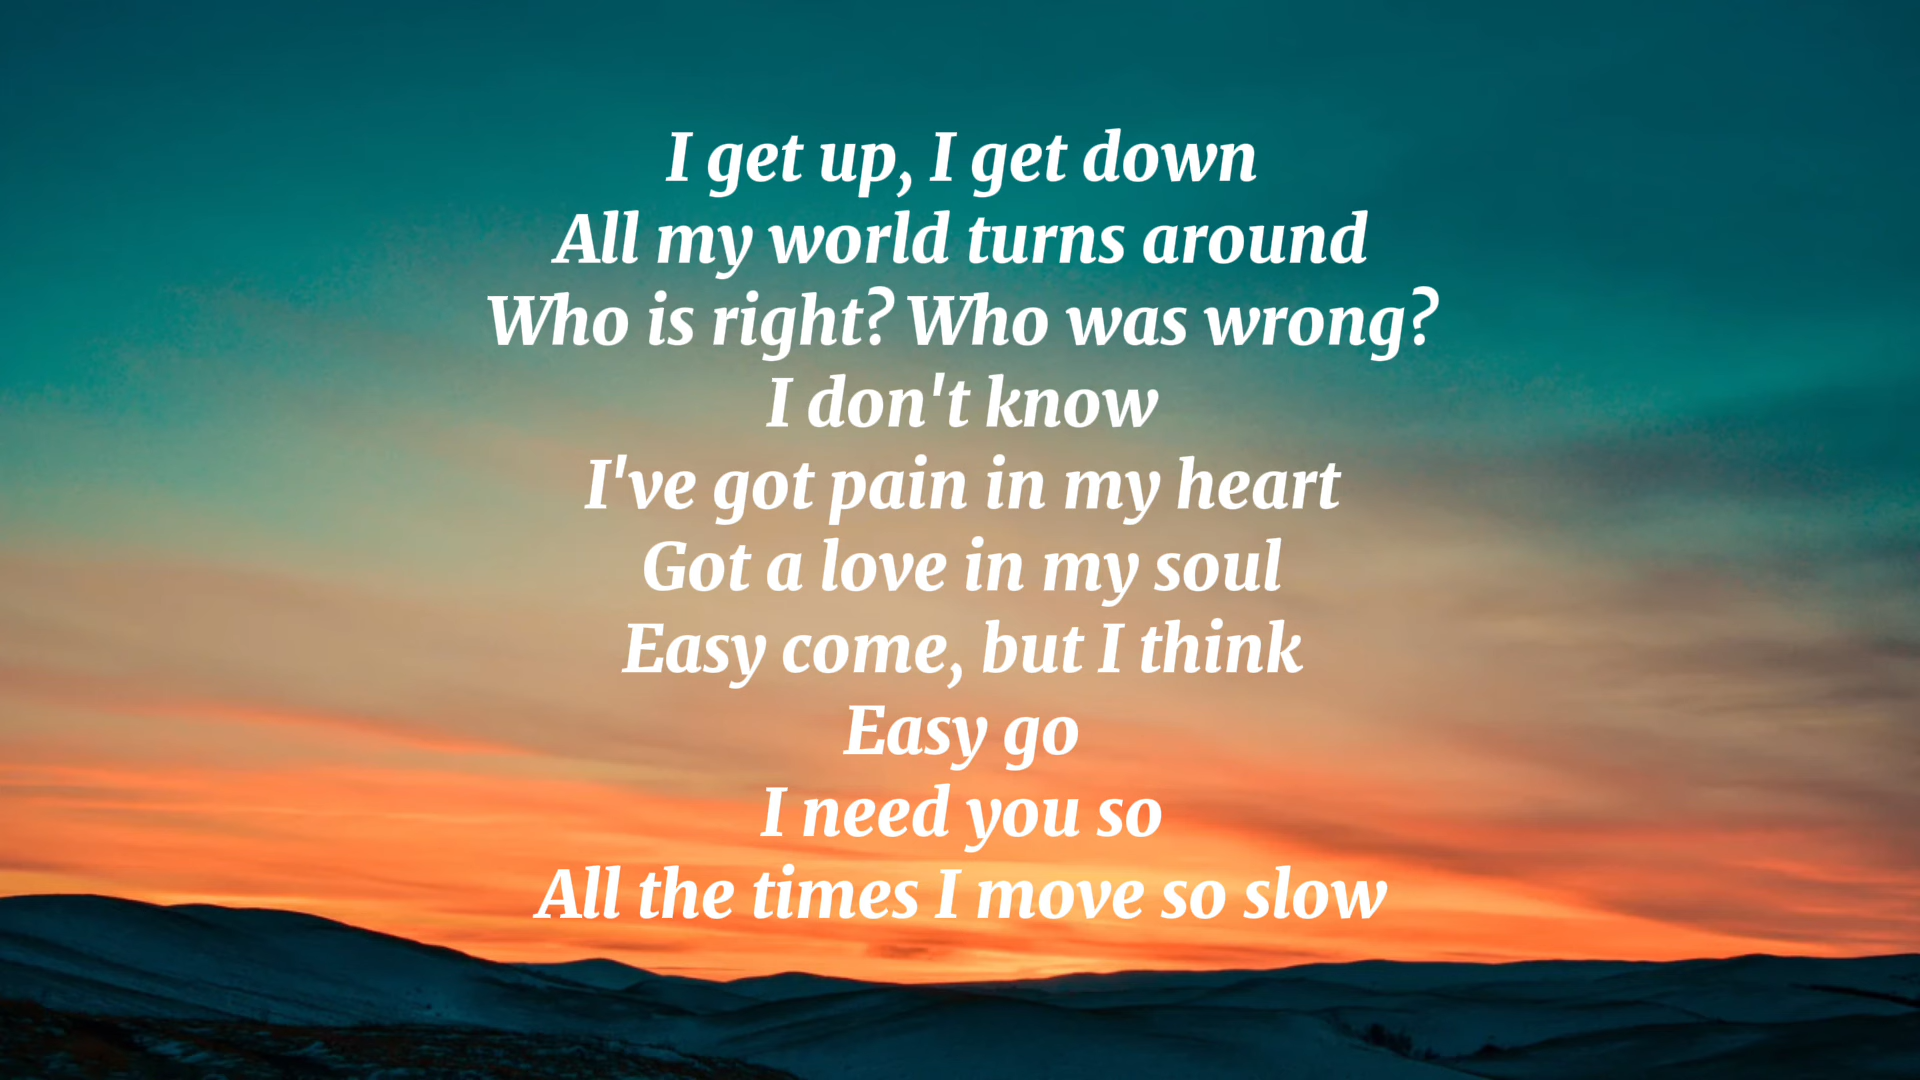 I get up, I get down
All my world turns around
Who is right? Who was wrong?
I don't know
I've got pain in my heart
Got a love in my soul
Easy come, but I think
Easy go
I need you so
All the times I move so slow